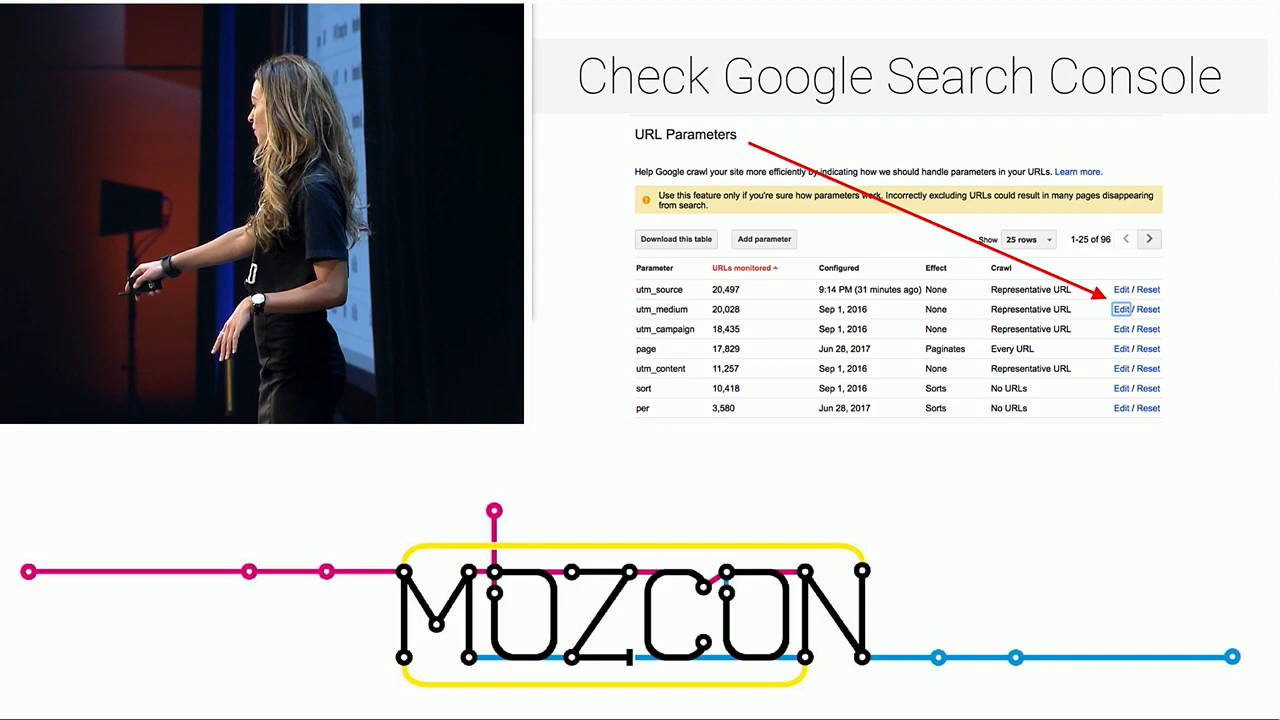 Check Google Search Console
URL Parameters
Help Google crawl your site more efficiently by indicating how we should handle parameters in your URLs. Learn more.
Use this feature only if you're sure how parameters work. Incorrectly excluding URLs could result in many pages disappearing
from search.
Download this table Add parameter Show 25 rows 1-25 of 96
Parameter URLs monitored Configured Effect Crawl
utm_source 20,497 9:14 PM (31 minutes ago) None Representative URL Edit / Reset
utm_medium 20,028 Sep 1, 2016 None Representative URL Edit / Reset
utm_campaign 18,435 Sep 1, 2016 None Representative URL Edit / Reset
page 17,829 Jun 28, 2017 Paginates Every URL Edit / Reset
utm_content 11,257 Sep 1, 2016 None Representative URL Edit / Reset
sort 10,418 Sep 1, 2016 Sorts No URLs Edit / Reset
per 3,580 Jun 28, 2017 Sorts No URLs Edit / Reset
MOZCON